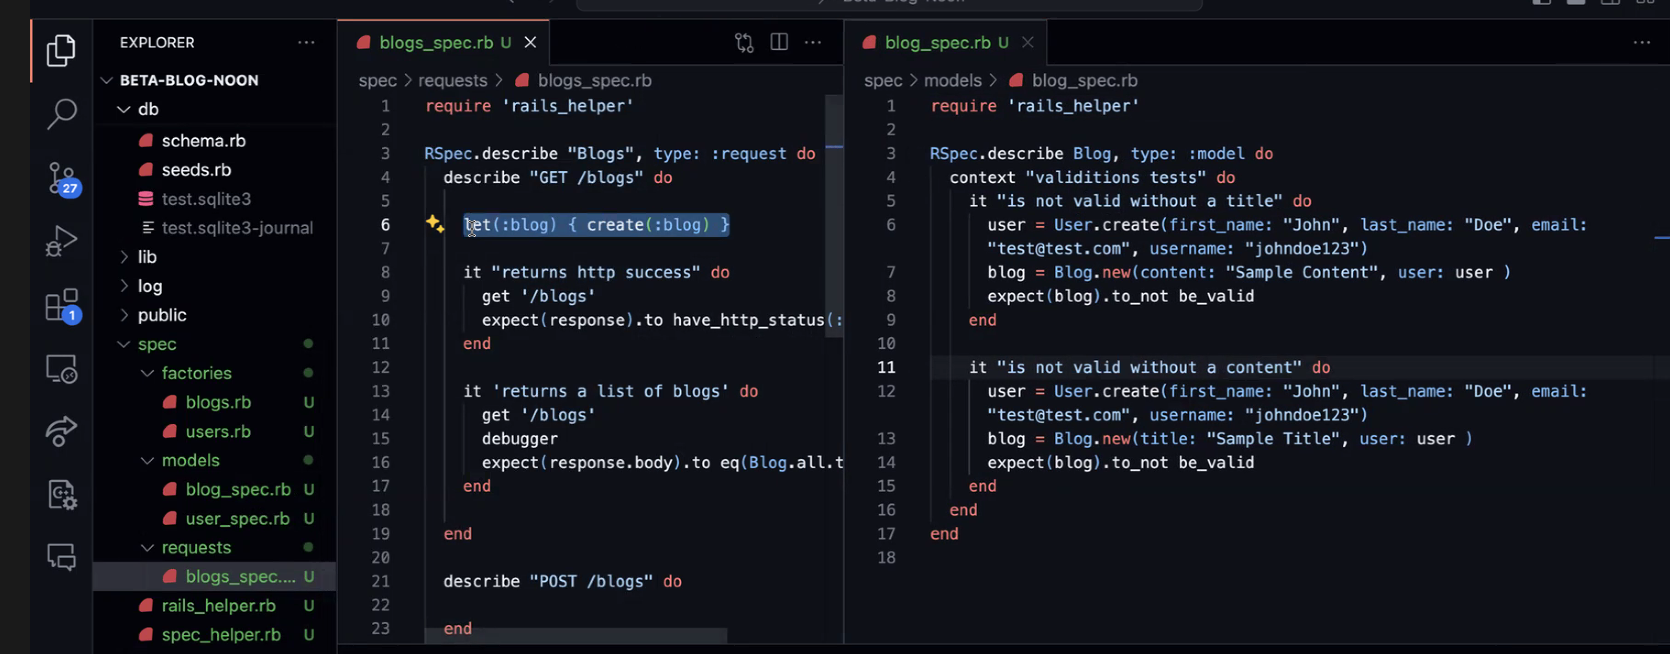 EXPLORER
BETA-BLOG-NOON
db
schema.rb
seeds.rb
test.sqlite3
test.sqlite3-journal
lib
log
public
spec
factories
blogs.rb U
users.rb U
models
blog_spec.rb U
user_spec.rb U
requests
blogs_spec.... U
rails_helper.rb U
spec_helper.rb U
27
1
blogs_spec.rb U
spec > requests > blogs_spec.rb
1 require 'rails_helper'
2
3 RSpec.describe "Blogs", type: :request do
4 describe "GET /blogs" do
5
6 let(:blog) { create(:blog) }
7
8 it "returns http success" do
9 get '/blogs'
10 expect(response).to have_http_status(:
11 end
12
13 it 'returns a list of blogs' do
14 get '/blogs'
15 debugger
16 expect(response.body).to eq(Blog.all.t
17 end
18
19 end
20
21 describe "POST /blogs" do
22
23 end
blog_spec.rb U
spec > models > blog_spec.rb
1 require 'rails_helper'
2
3 RSpec.describe Blog, type: :model do
4 context "validitions tests" do
5 it "is not valid without a title" do
6 user = User.create(first_name: "John", last_name: "Doe", email:
"test@test.com", username: "johndoe123")
7 blog = Blog.new(content: "Sample Content", user: user )
8 expect(blog).to_not be_valid
9 end
10
11 it "is not valid without a content" do
12 user = User.create(first_name: "John", last_name: "Doe", email:
"test@test.com", username: "johndoe123")
13 blog = Blog.new(title: "Sample Title", user: user )
14 expect(blog).to_not be_valid
15 end
16 end
17 end
18